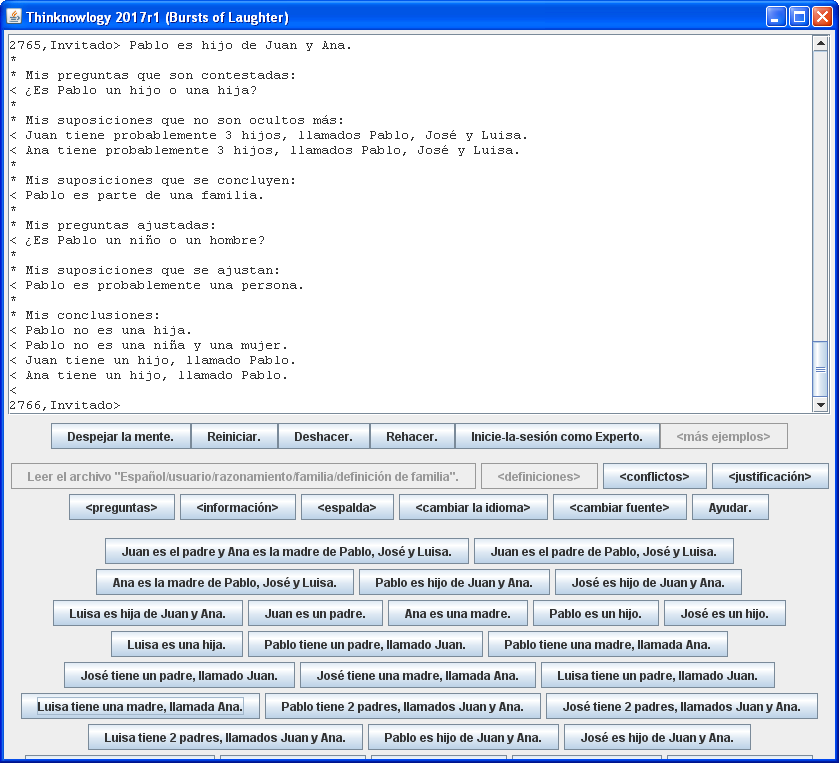 Thinknowlogy 2017r1 (Bursts of Laughter)
2765,Invitado> Pablo es hijo de Juan y Ana.
*
* Mis preguntas que son contestadas:
< ¿Es Pablo un hijo o una hija?
*
* Mis suposiciones que no son ocultos más:
< Juan tiene probablemente 3 hijos, llamados Pablo, José y Luisa.
< Ana tiene probablemente 3 hijos, llamados Pablo, José y Luisa.
*
* Mis suposiciones que se concluyen:
< Pablo es parte de una familia.
*
* Mis preguntas ajustadas:
< ¿Es Pablo un niño o un hombre?
*
* Mis suposiciones que se ajustan:
< Pablo es probablemente una persona.
*
* Mis conclusiones:
< Pablo no es una hija.
< Pablo no es una niña y una mujer.
< Juan tiene un hijo, llamado Pablo.
< Ana tiene un hijo, llamado Pablo.
<
2766,Invitado>
Despejar la mente. Reiniciar. Deshacer. Rehacer. Inicie-la-sesión como Experto. <más ejemplos>
Leer el archivo "Español/usuario/razonamiento/familia/definición de familia". <definiciones> <conflictos> <justificación>
<preguntas> <información> <espalda> <cambiar la idioma> <cambiar fuente> Ayudar.
Juan es el padre y Ana es la madre de Pablo, José y Luisa. Juan es el padre de Pablo, José y Luisa.
Ana es la madre de Pablo, José y Luisa. Pablo es hijo de Juan y Ana. José es hijo de Juan y Ana.
Luisa es hija de Juan y Ana. Juan es un padre. Ana es una madre. Pablo es un hijo. José es un hijo.
Luisa es una hija. Pablo tiene un padre, llamado Juan. Pablo tiene una madre, llamada Ana.
José tiene un padre, llamado Juan. José tiene una madre, llamada Ana. Luisa tiene un padre, llamado Juan.
Luisa tiene una madre, llamada Ana. Pablo tiene 2 padres, llamados Juan y Ana. José tiene 2 padres, llamados Juan y Ana.
Luisa tiene 2 padres, llamados Juan y Ana. Pablo es hijo de Juan y Ana. José es hijo de Juan y Ana.